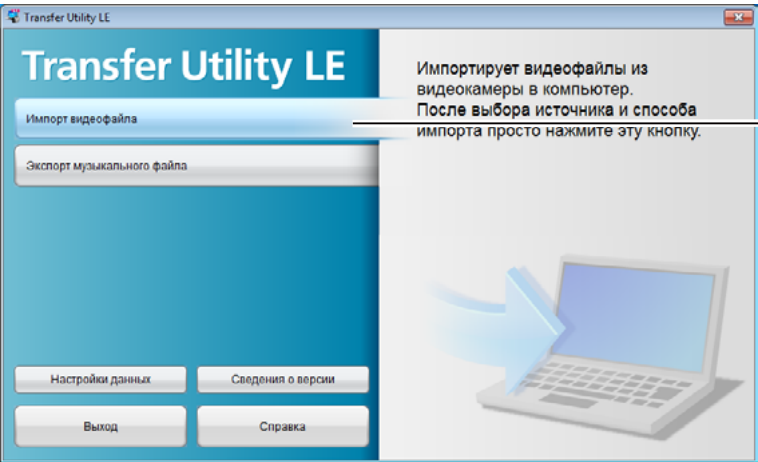 Transfer Utility LE
Transfer Utility LE
Импорт видеофайла
Экспорт музыкального файла
Импортирует видеофайлы из
видеокамеры в компьютер.
После выбора источника и способа
импорта просто нажмите эту кнопку.
Настройки данных
Сведения о версии
Выход
Справка